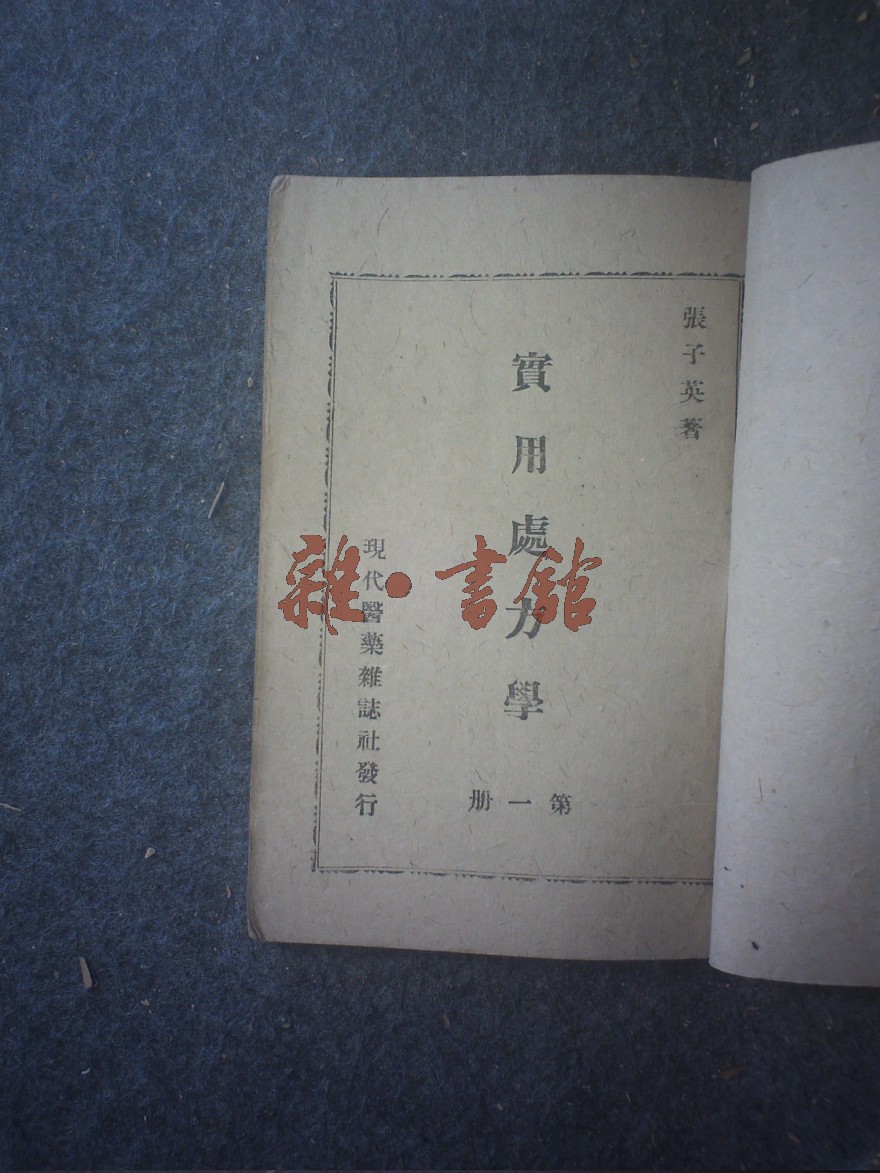 張子英著
實用處方學
第一册
現代醫藥雜誌社發行
雜·書館